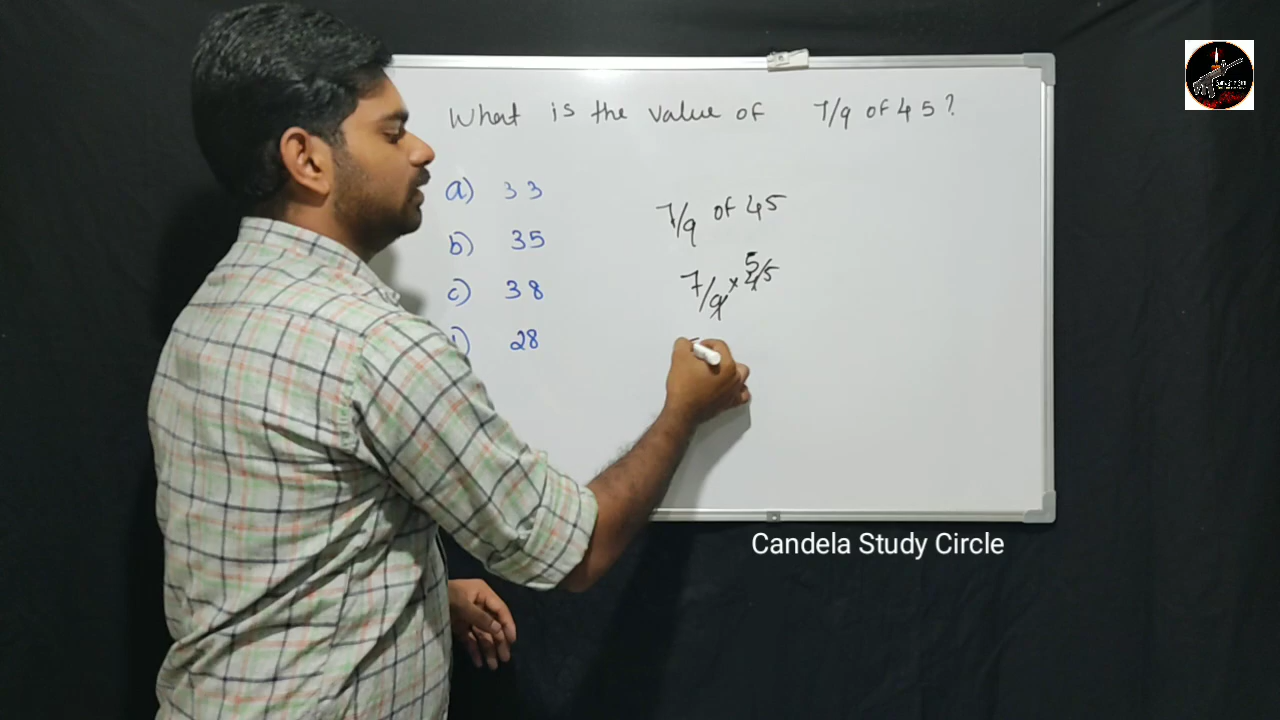 What is the value of 7/9 of 45?
a) 33
b) 35
c) 38
d) 28
7/9 of 45
7/9 × 45
5
Candela Study Circle